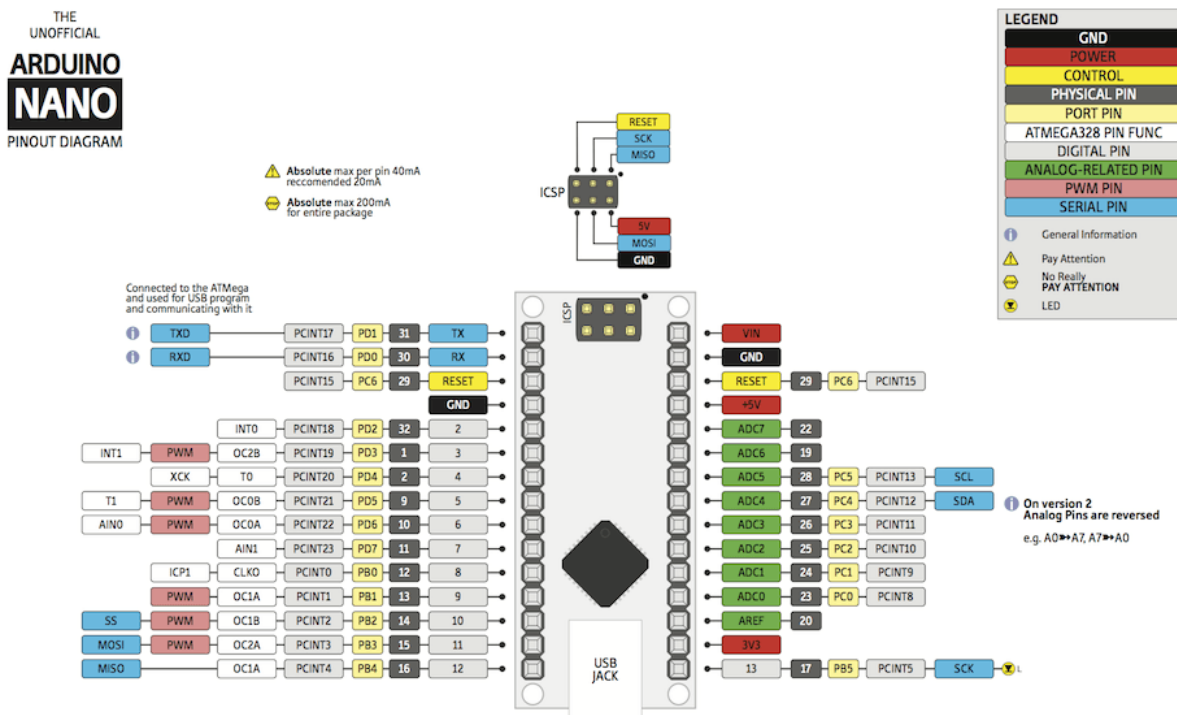 THE
UNOFFICIAL
ARDUINO
NANO
PINOUT DIAGRAM
Absolute max per pin 40mA
reccomended 20mA
Absolute max 200mA
for entire package
RESET
SCK
MISO
ICSP
5V
MOSI
GND
LEGEND
GND
POWER
CONTROL
PHYSICAL PIN
PORT PIN
ATMEGA328 PIN FUNC
DIGITAL PIN
ANALOG-RELATED PIN
PWM PIN
SERIAL PIN
General Information
Pay Attention
No Really
PAY ATTENTION
LED
Connected to the ATMega
and used for USB program
and communicating with it
ICSP
TXD PCINT17 PD1 31 TX
RXD PCINT16 PD0 30 RX
PCINT15 PC6 29 RESET
GND
INT0 PCINT18 PD2 32 2
INT1 PWM OC2B PCINT19 PD3 1 3
XCK T0 PCINT20 PD4 2 4
T1 PWM OC0B PCINT21 PD5 9 5
AIN0 PWM OC0A PCINT22 PD6 10 6
AIN1 PCINT23 PD7 11 7
ICP1 CLKO PCINT0 PB0 12 8
PWM OC1A PCINT1 PB1 13 9
SS PWM OC1B PCINT2 PB2 14 10
MOSI PWM OC2A PCINT3 PB3 15 11
MISO OC1A PCINT4 PB4 16 12
VIN
GND
RESET 29 PC6 PCINT15
+5V
ADC7 22
ADC6 19
ADC5 28 PC5 PCINT13 SCL
ADC4 27 PC4 PCINT12 SDA
ADC3 26 PC3 PCINT11
ADC2 25 PC2 PCINT10
ADC1 24 PC1 PCINT9
ADC0 23 PC0 PCINT8
AREF 20
3V3
13 17 PB5 PCINT5 SCK L
On version 2
Analog Pins are reversed
e.g. A0➽A7, A7➽A0
USB
JACK